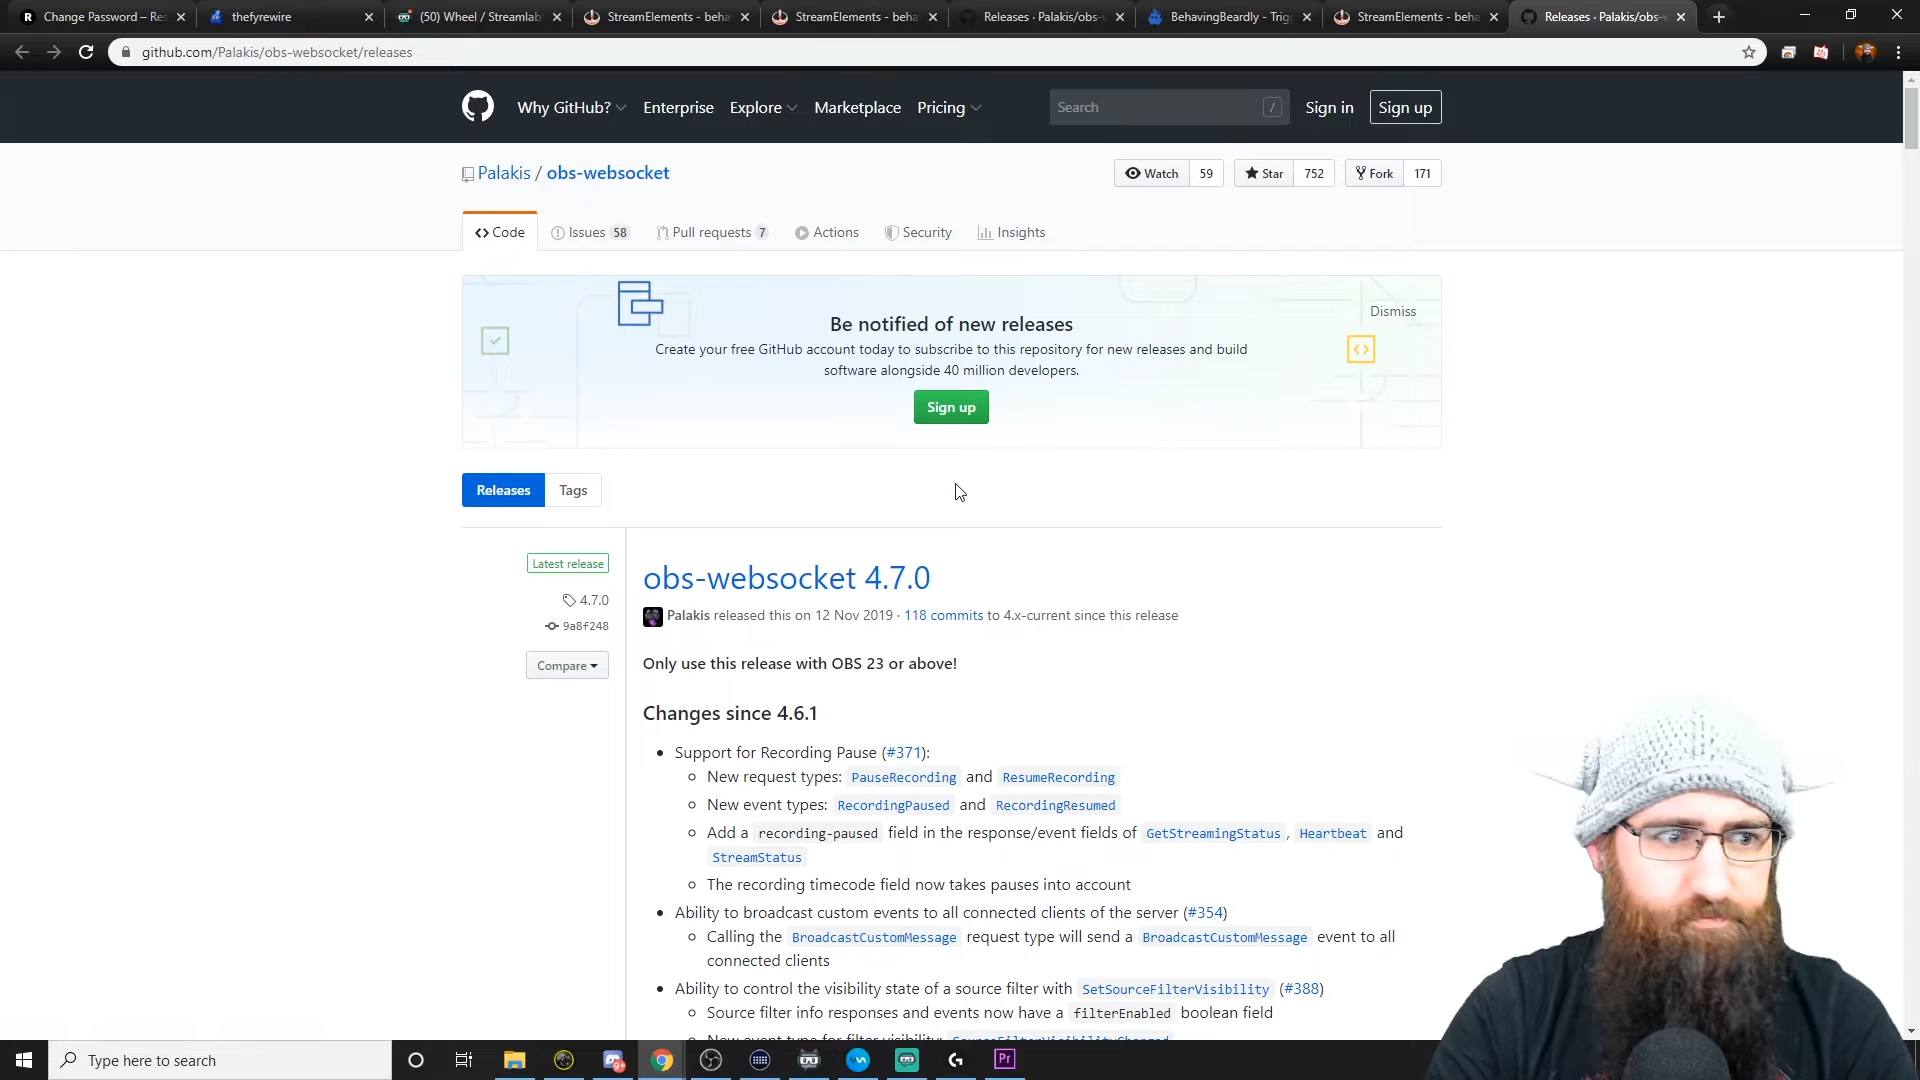 Change Password – Res
thefyrewire
(50) Wheel / Streamlab
StreamElements - beha
StreamElements - beha
Releases · Palakis/obs-w
BehavingBeardly - Trigg
StreamElements - beha
Releases · Palakis/obs-w
github.com/Palakis/obs-websocket/releases
Why GitHub? Enterprise Explore Marketplace Pricing Search / Sign in Sign up
Palakis / obs-websocket
Watch 59 Star 752 Fork 171
Code Issues 58 Pull requests 7 Actions Security Insights
Be notified of new releases
Dismiss
Create your free GitHub account today to subscribe to this repository for new releases and build
software alongside 40 million developers.
Sign up
Releases Tags
Latest release
4.7.0
9a8f248
Compare
obs-websocket 4.7.0
Palakis released this on 12 Nov 2019 · 118 commits to 4.x-current since this release
Only use this release with OBS 23 or above!
Changes since 4.6.1
Support for Recording Pause (#371):
New request types: PauseRecording and ResumeRecording
New event types: RecordingPaused and RecordingResumed
Add a recording-paused field in the response/event fields of GetStreamingStatus, Heartbeat and
StreamStatus
The recording timecode field now takes pauses into account
Ability to broadcast custom events to all connected clients of the server (#354)
Calling the BroadcastCustomMessage request type will send a BroadcastCustomMessage event to all
connected clients
Ability to control the visibility state of a source filter with SetSourceFilterVisibility (#388)
Source filter info responses and events now have a filterEnabled boolean field
New event type for filter visibility: SourceFilterVisibilityChanged
Type here to search
9+
Pr